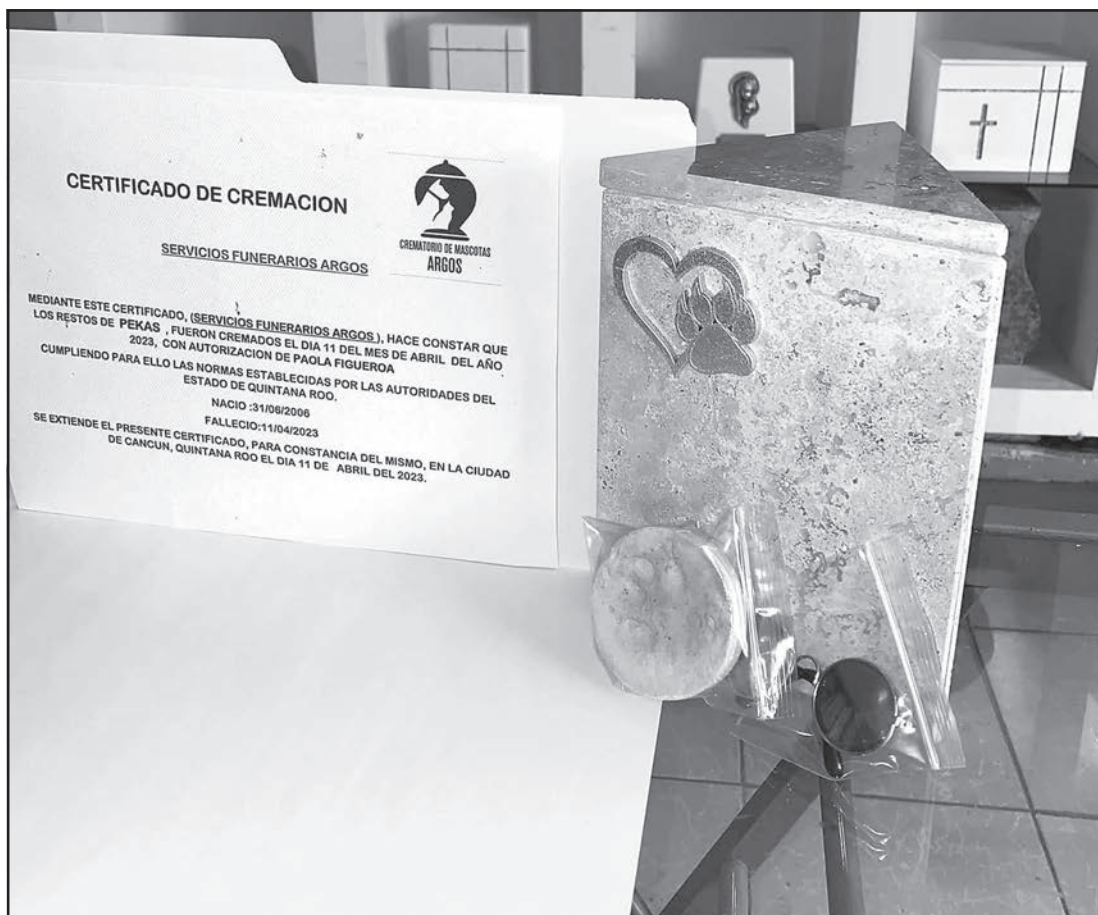 CERTIFICADO DE CREMACION
CREMATORIO DE MASCOTAS
ARGOS
SERVICIOS FUNERARIOS ARGOS
MEDIANTE ESTE CERTIFICADO, (SERVICIOS FUNERARIOS ARGOS ), HACE CONSTAR QUE
LOS RESTOS DE PEKAS , FUERON CREMADOS EL DIA 11 DEL MES DE ABRIL DEL AÑO
2023, CON AUTORIZACION DE PAOLA FIGUEROA
CUMPLIENDO PARA ELLO LAS NORMAS ESTABLECIDAS POR LAS AUTORIDADES DEL
ESTADO DE QUINTANA ROO.
NACIO :31/06/2006
FALLECIO:11/04/2023
SE EXTIENDE EL PRESENTE CERTIFICADO, PARA CONSTANCIA DEL MISMO, EN LA CIUDAD
DE CANCUN, QUINTANA ROO EL DIA 11 DE ABRIL DEL 2023.